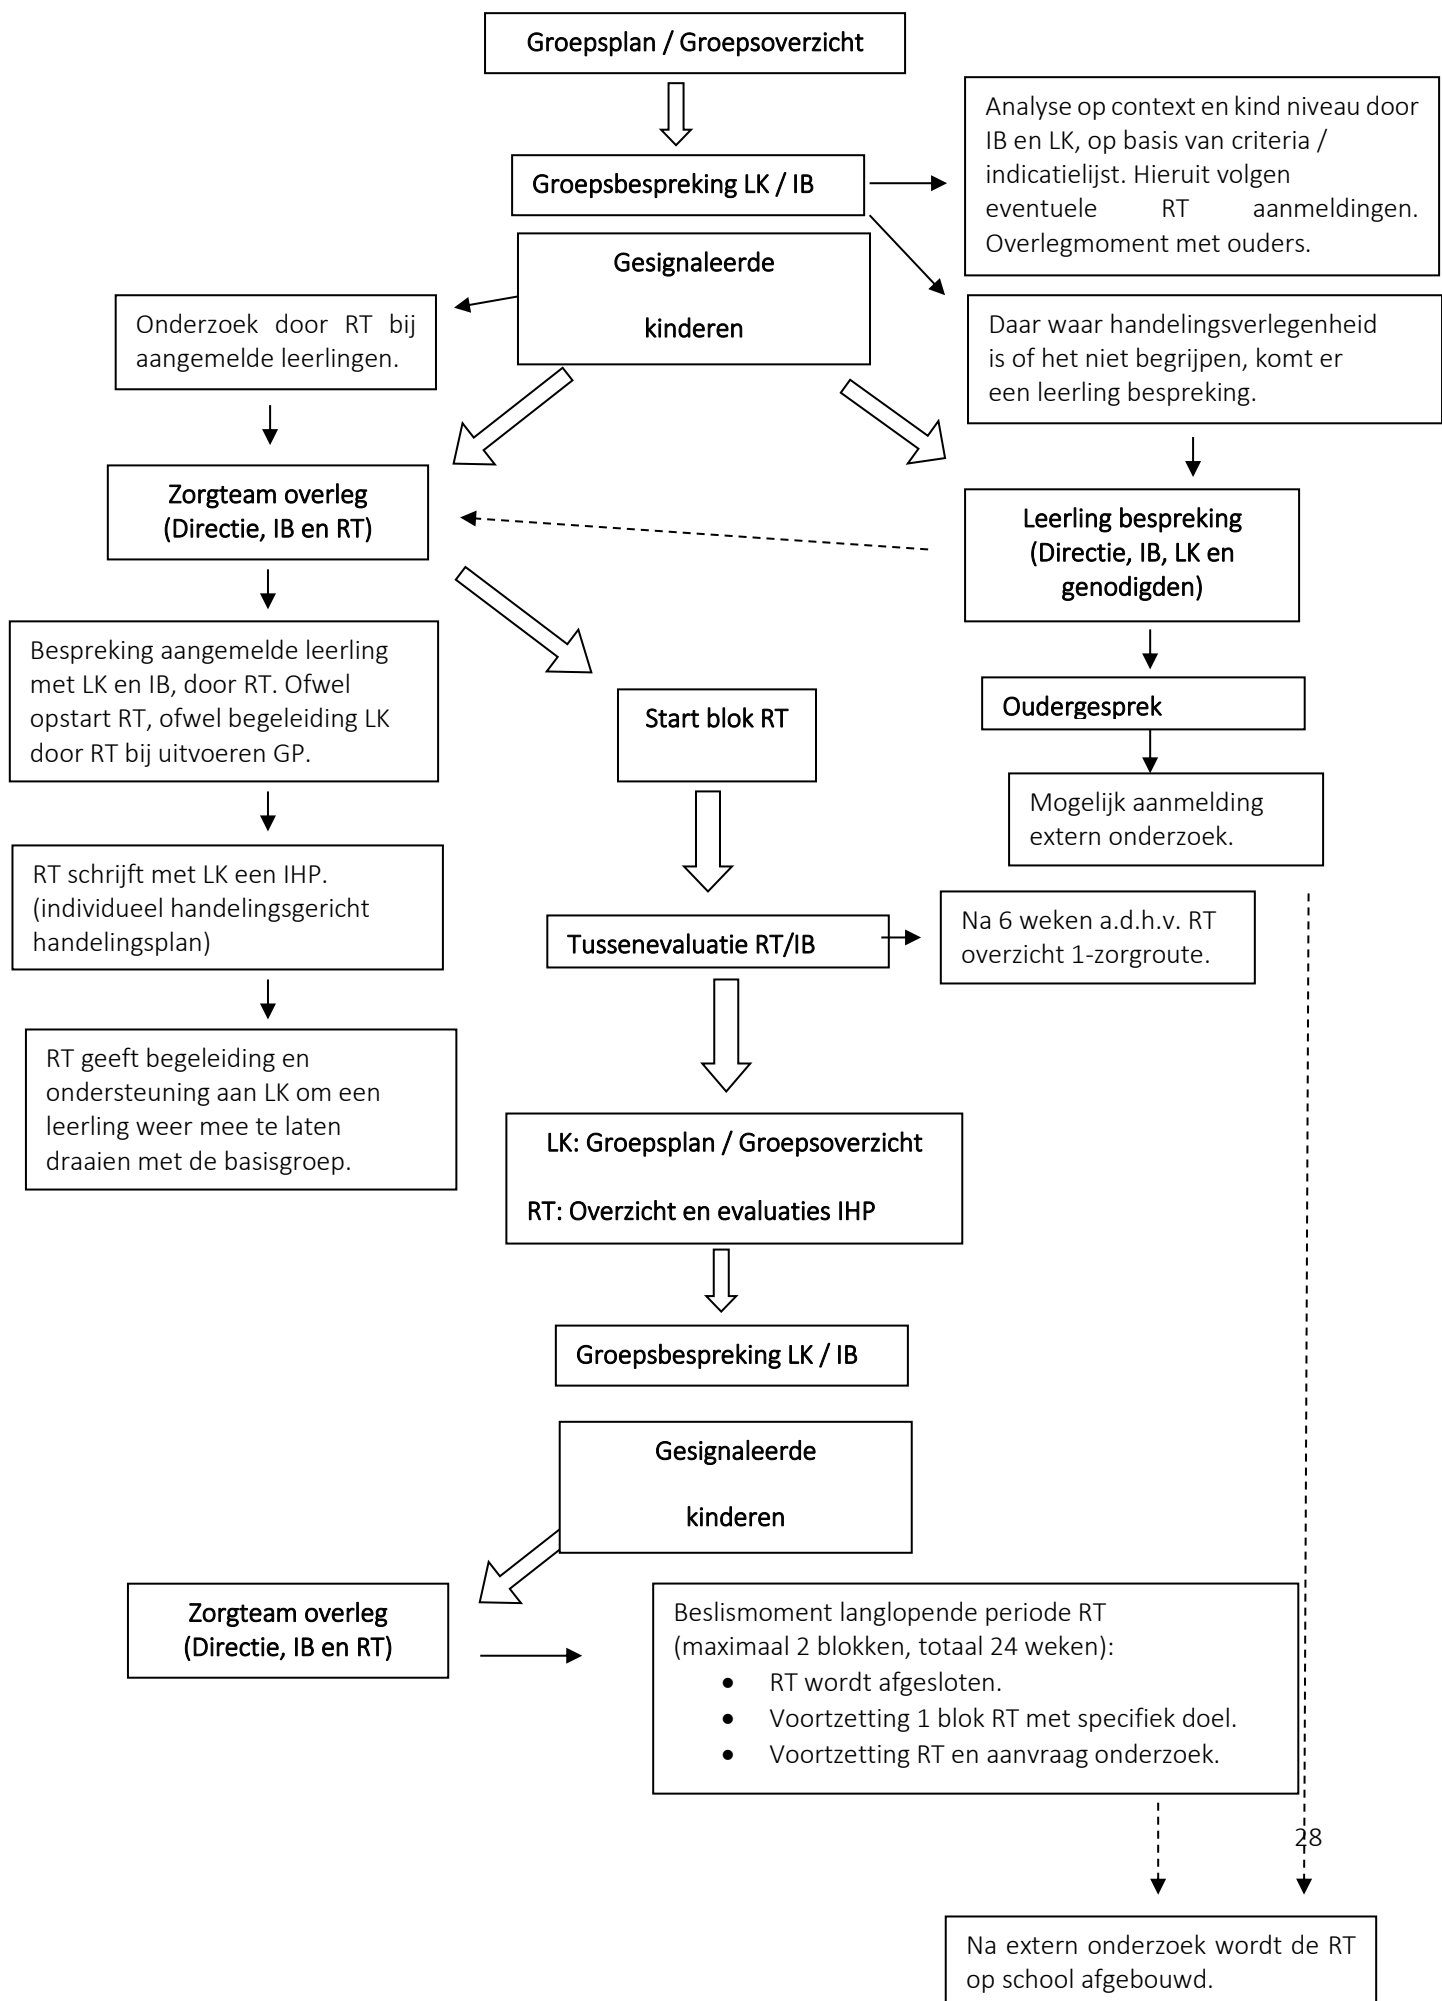 Groepsplan / Groepsoverzicht
Groepsbespreking LK / IB
Analyse op context en kind niveau door
IB en LK, op basis van criteria /
indicatielijst. Hieruit volgen
eventuele RT aanmeldingen.
Overlegmoment met ouders.
Gesignaleerde
kinderen
Onderzoek door RT bij
aangemelde leerlingen.
Daar waar handelingsverlegenheid
is of het niet begrijpen, komt er
een leerling bespreking.
Zorgteam overleg
(Directie, IB en RT)
Leerling bespreking
(Directie, IB, LK en
genodigden)
Bespreking aangemelde leerling
met LK en IB, door RT. Ofwel
opstart RT, ofwel begeleiding LK
door RT bij uitvoeren GP.
Start blok RT
Oudergesprek
Mogelijk aanmelding
extern onderzoek.
RT schrijft met LK een IHP.
(individueel handelingsgericht
handelingsplan)
Tussenevaluatie RT/IB
Na 6 weken a.d.h.v. RT
overzicht 1-zorgroute.
RT geeft begeleiding en
ondersteuning aan LK om een
leerling weer mee te laten
draaien met de basisgroep.
LK: Groepsplan / Groepsoverzicht
RT: Overzicht en evaluaties IHP
Groepsbespreking LK / IB
Gesignaleerde
kinderen
Zorgteam overleg
(Directie, IB en RT)
Beslismoment langlopende periode RT
(maximaal 2 blokken, totaal 24 weken):
• RT wordt afgesloten.
• Voortzetting 1 blok RT met specifiek doel.
• Voortzetting RT en aanvraag onderzoek.
28
Na extern onderzoek wordt de RT
op school afgebouwd.